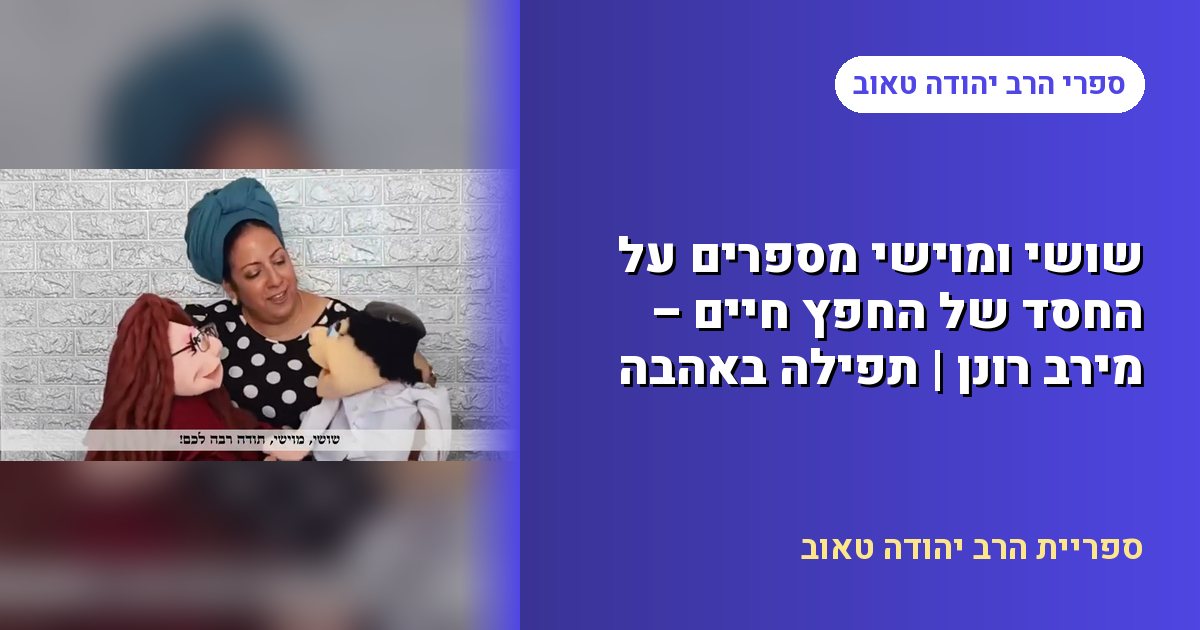 ספרי הרב יהודה טאוב
שושי ומוישי מספרים על
החסד של החפץ חיים –
מירב רונן | תפילה באהבה
שושי, מוישי, תודה רבה לכם!
ספריית הרב יהודה טאוב